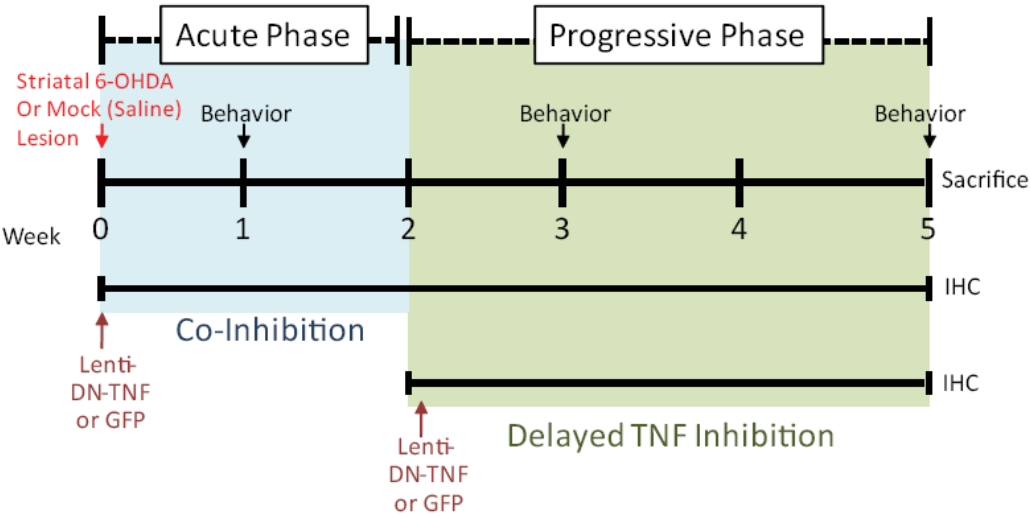 Acute Phase
Progressive Phase
Striatal 6-OHDA
Or Mock (Saline)
Lesion
Behavior
Behavior
Behavior
Sacrifice
Week
0
1
2
3
4
5
IHC
Co-Inhibition
Lenti-
DN-TNF
or GFP
IHC
Delayed TNF Inhibition
Lenti-
DN-TNF
or GFP